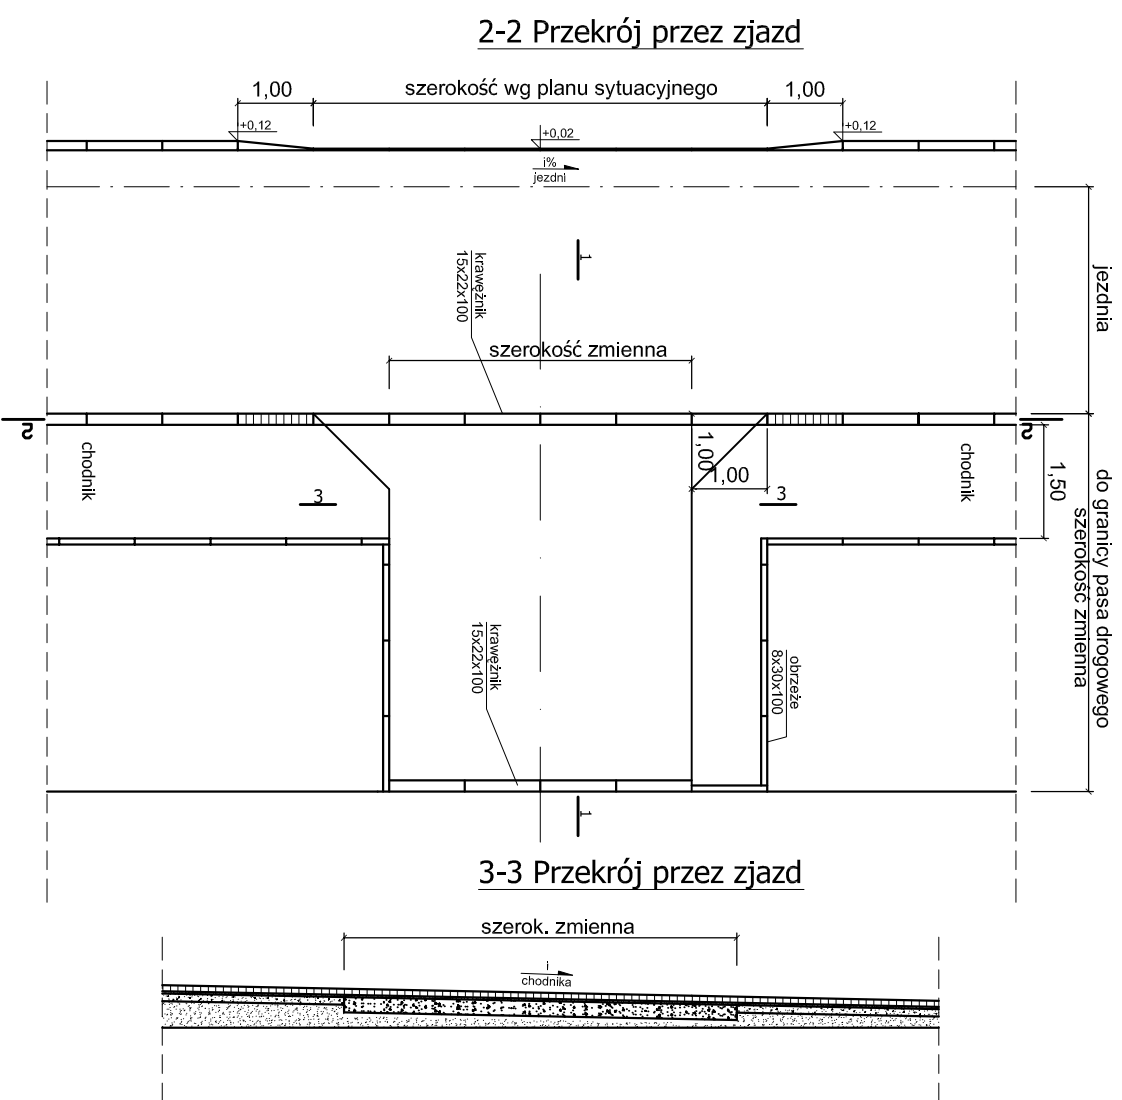 2-2 Przekrój przez zjazd
1,00
szerokość wg planu sytuacyjnego
1,00
+0,12
+0,02
+0,12
i%
jezdni
1
krawężnik
15x22x100
jezdnia
szerokość zmienna
2
2
chodnik
1,00
1,00
chodnik
1,50
3
3
do granicy pasa drogowego
szerokość zmienna
krawężnik
15x22x100
obrzeże
8x30x100
1
3-3 Przekrój przez zjazd
szerok. zmienna
i
chodnika